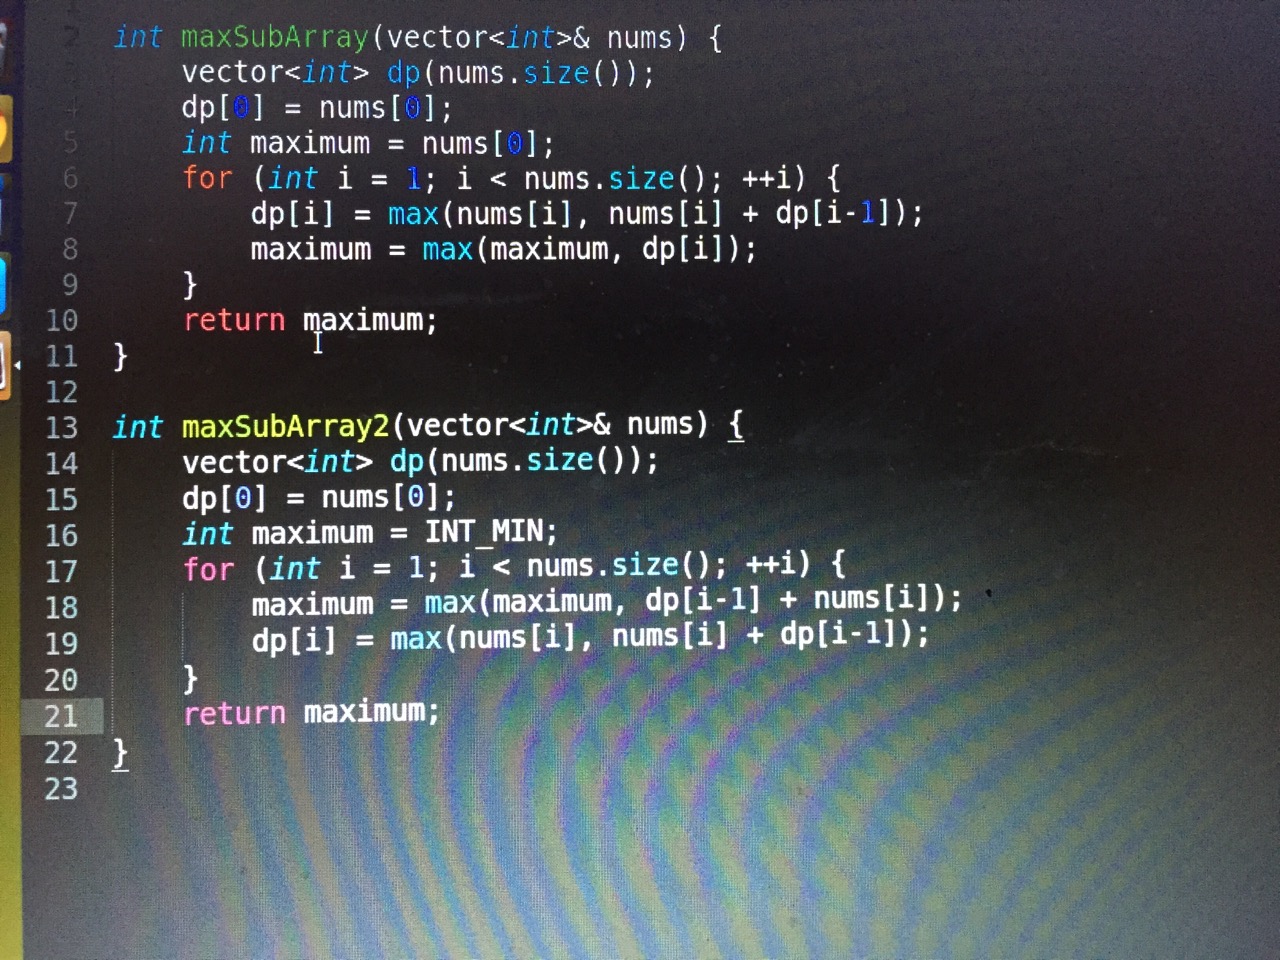 2 int maxSubArray(vector<int>& nums) {
vector<int> dp(nums.size());
4 dp[0] = nums[0];
5 int maximum = nums[0];
6 for (int i = 1; i < nums.size(); ++i) {
7 dp[i] = max(nums[i], nums[i] + dp[i-1]);
8 maximum = max(maximum, dp[i]);
9 }
10 return maximum;
11 }
12
13 int maxSubArray2(vector<int>& nums) {
14 vector<int> dp(nums.size());
15 dp[0] = nums[0];
16 int maximum = INT_MIN;
17 for (int i = 1; i < nums.size(); ++i) {
18 maximum = max(maximum, dp[i-1] + nums[i]);
19 dp[i] = max(nums[i], nums[i] + dp[i-1]);
20 }
21 return maximum;
22 }
23